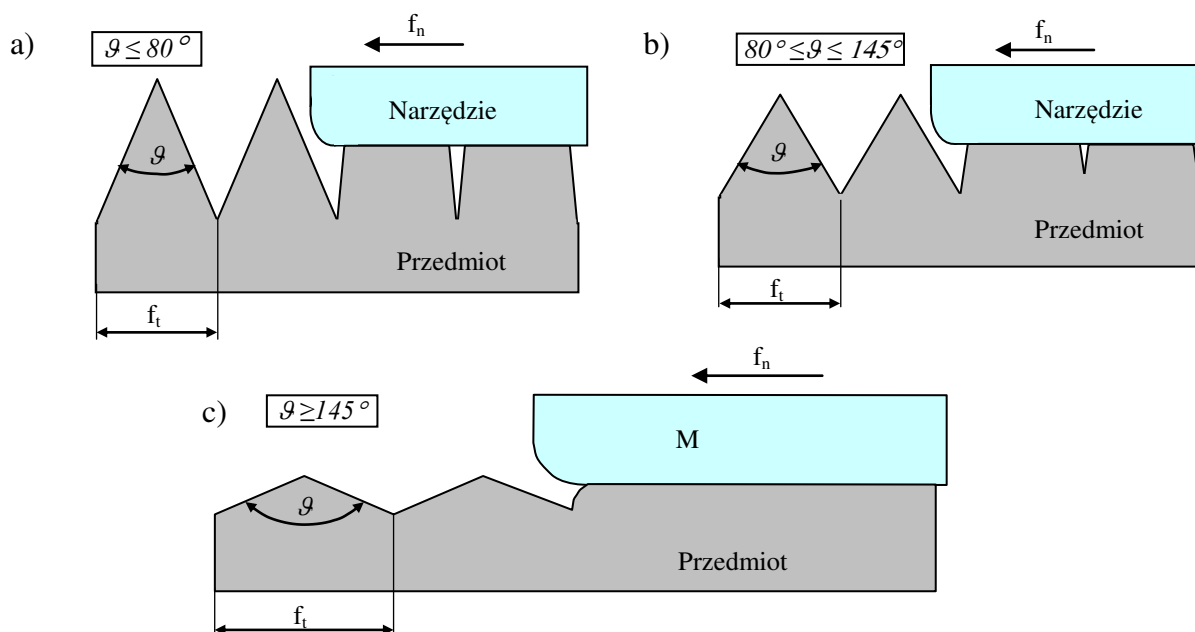 a)
ϑ ≤ 80°
fₙ
Narzędzie
ϑ
Przedmiot
fₜ
b)
80° ≤ϑ ≤ 145°
fₙ
Narzędzie
ϑ
Przedmiot
fₜ
c)
ϑ ≥145°
fₙ
M
ϑ
Przedmiot
fₜ